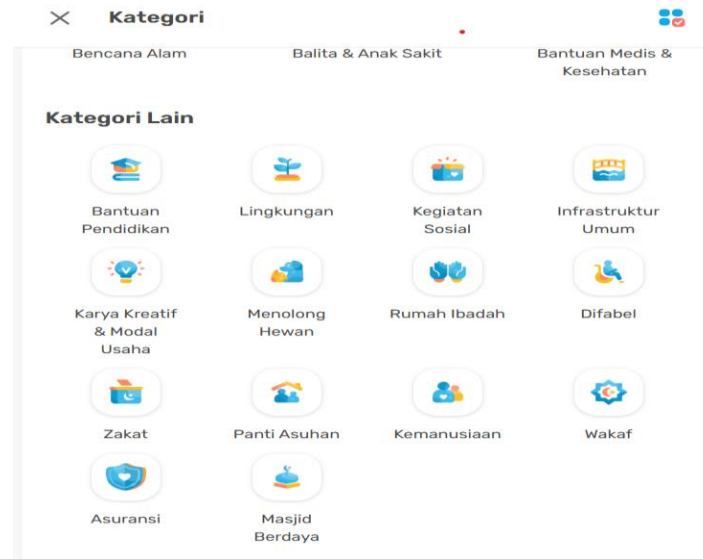 Kategori
Bencana Alam
Balita & Anak Sakit
Bantuan Medis &
Kesehatan
Kategori Lain
Bantuan
Pendidikan
Lingkungan
Kegiatan
Sosial
Infrastruktur
Umum
Karya Kreatif
& Modal
Usaha
Menolong
Hewan
Rumah Ibadah
Difabel
Zakat
Panti Asuhan
Kemanusiaan
Wakaf
Asuransi
Masjid
Berdaya